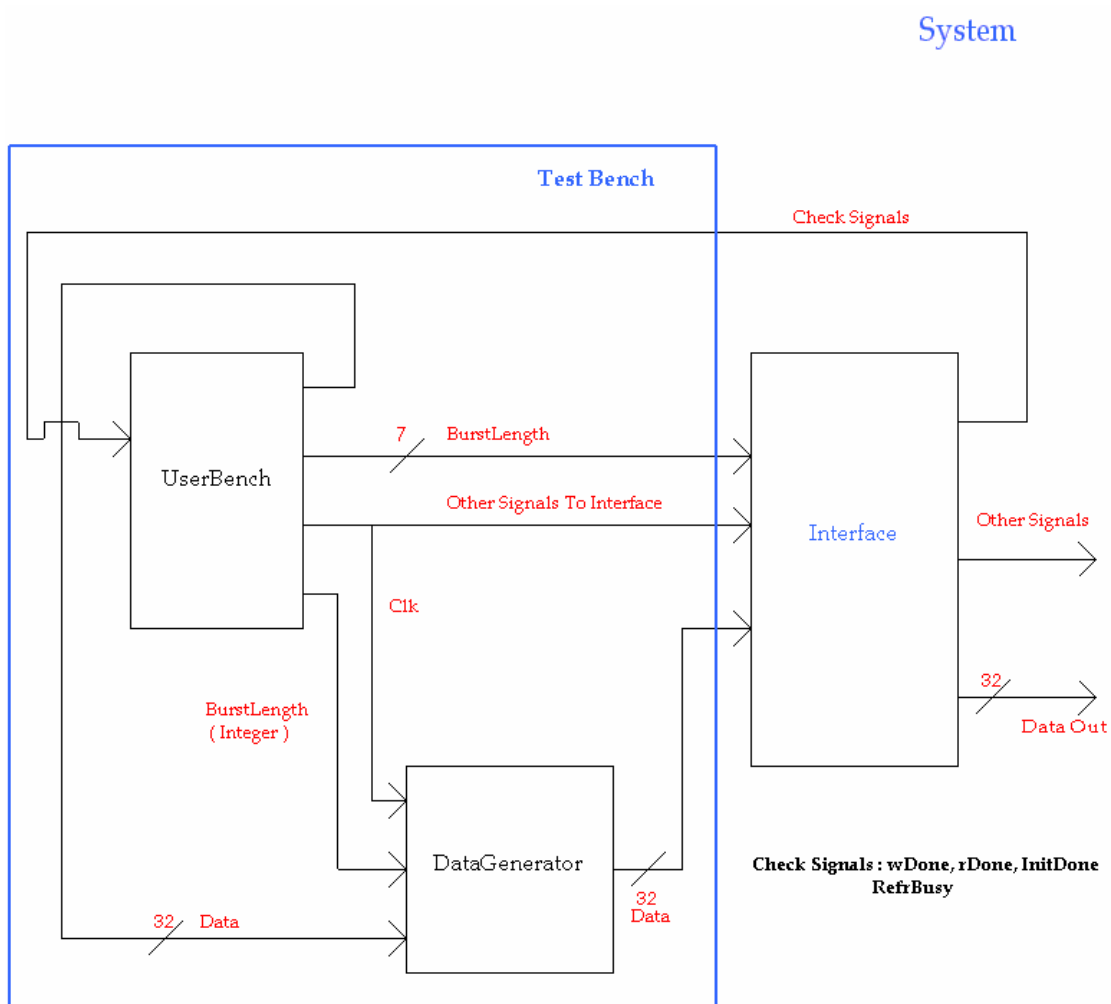 System
Test Bench
Check Signals
7
BurstLength
UserBench
Other Signals To Interface
Other Signals
Interface
Clk
32
BurstLength
( Integer )
Data Out
DataGenerator
Check Signals : wDone, rDone, InitDone
RefrBusy
32
Data
32
Data